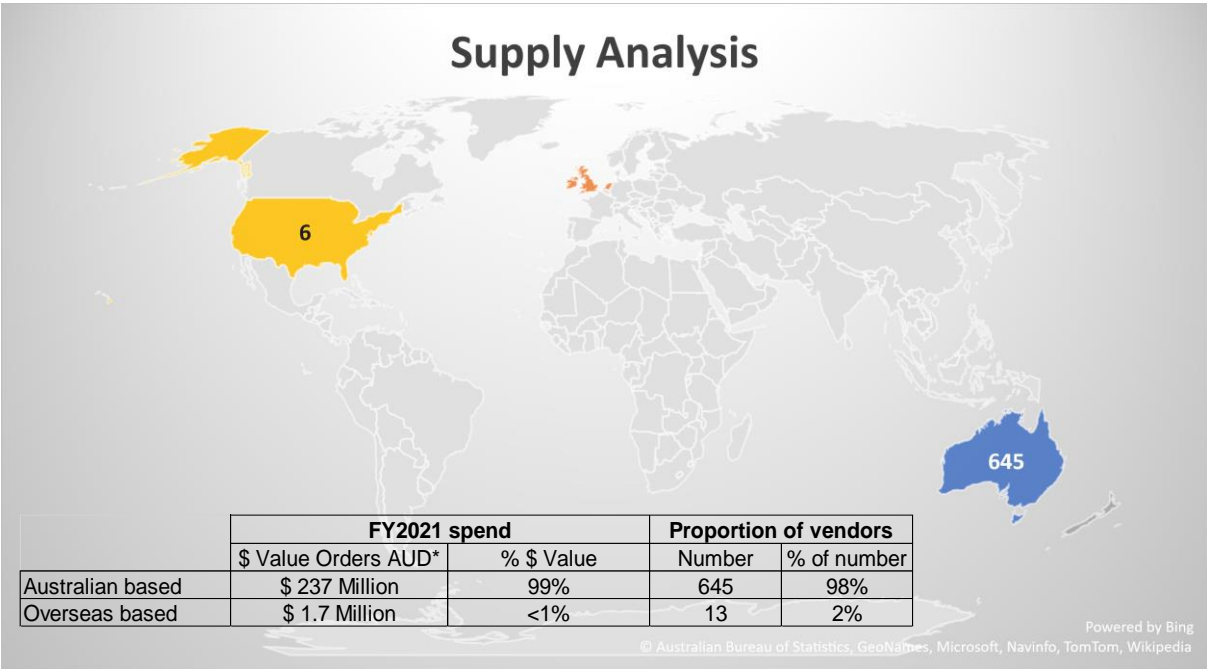 Supply Analysis
6
645
FY2021 spend Proportion of vendors
$ Value Orders AUD* % $ Value Number % of number
Australian based $ 237 Million 99% 645 98%
Overseas based $ 1.7 Million <1% 13 2%
Powered by Bing
© Australian Bureau of Statistics, GeoNames, Microsoft, Navinfo, TomTom, Wikipedia